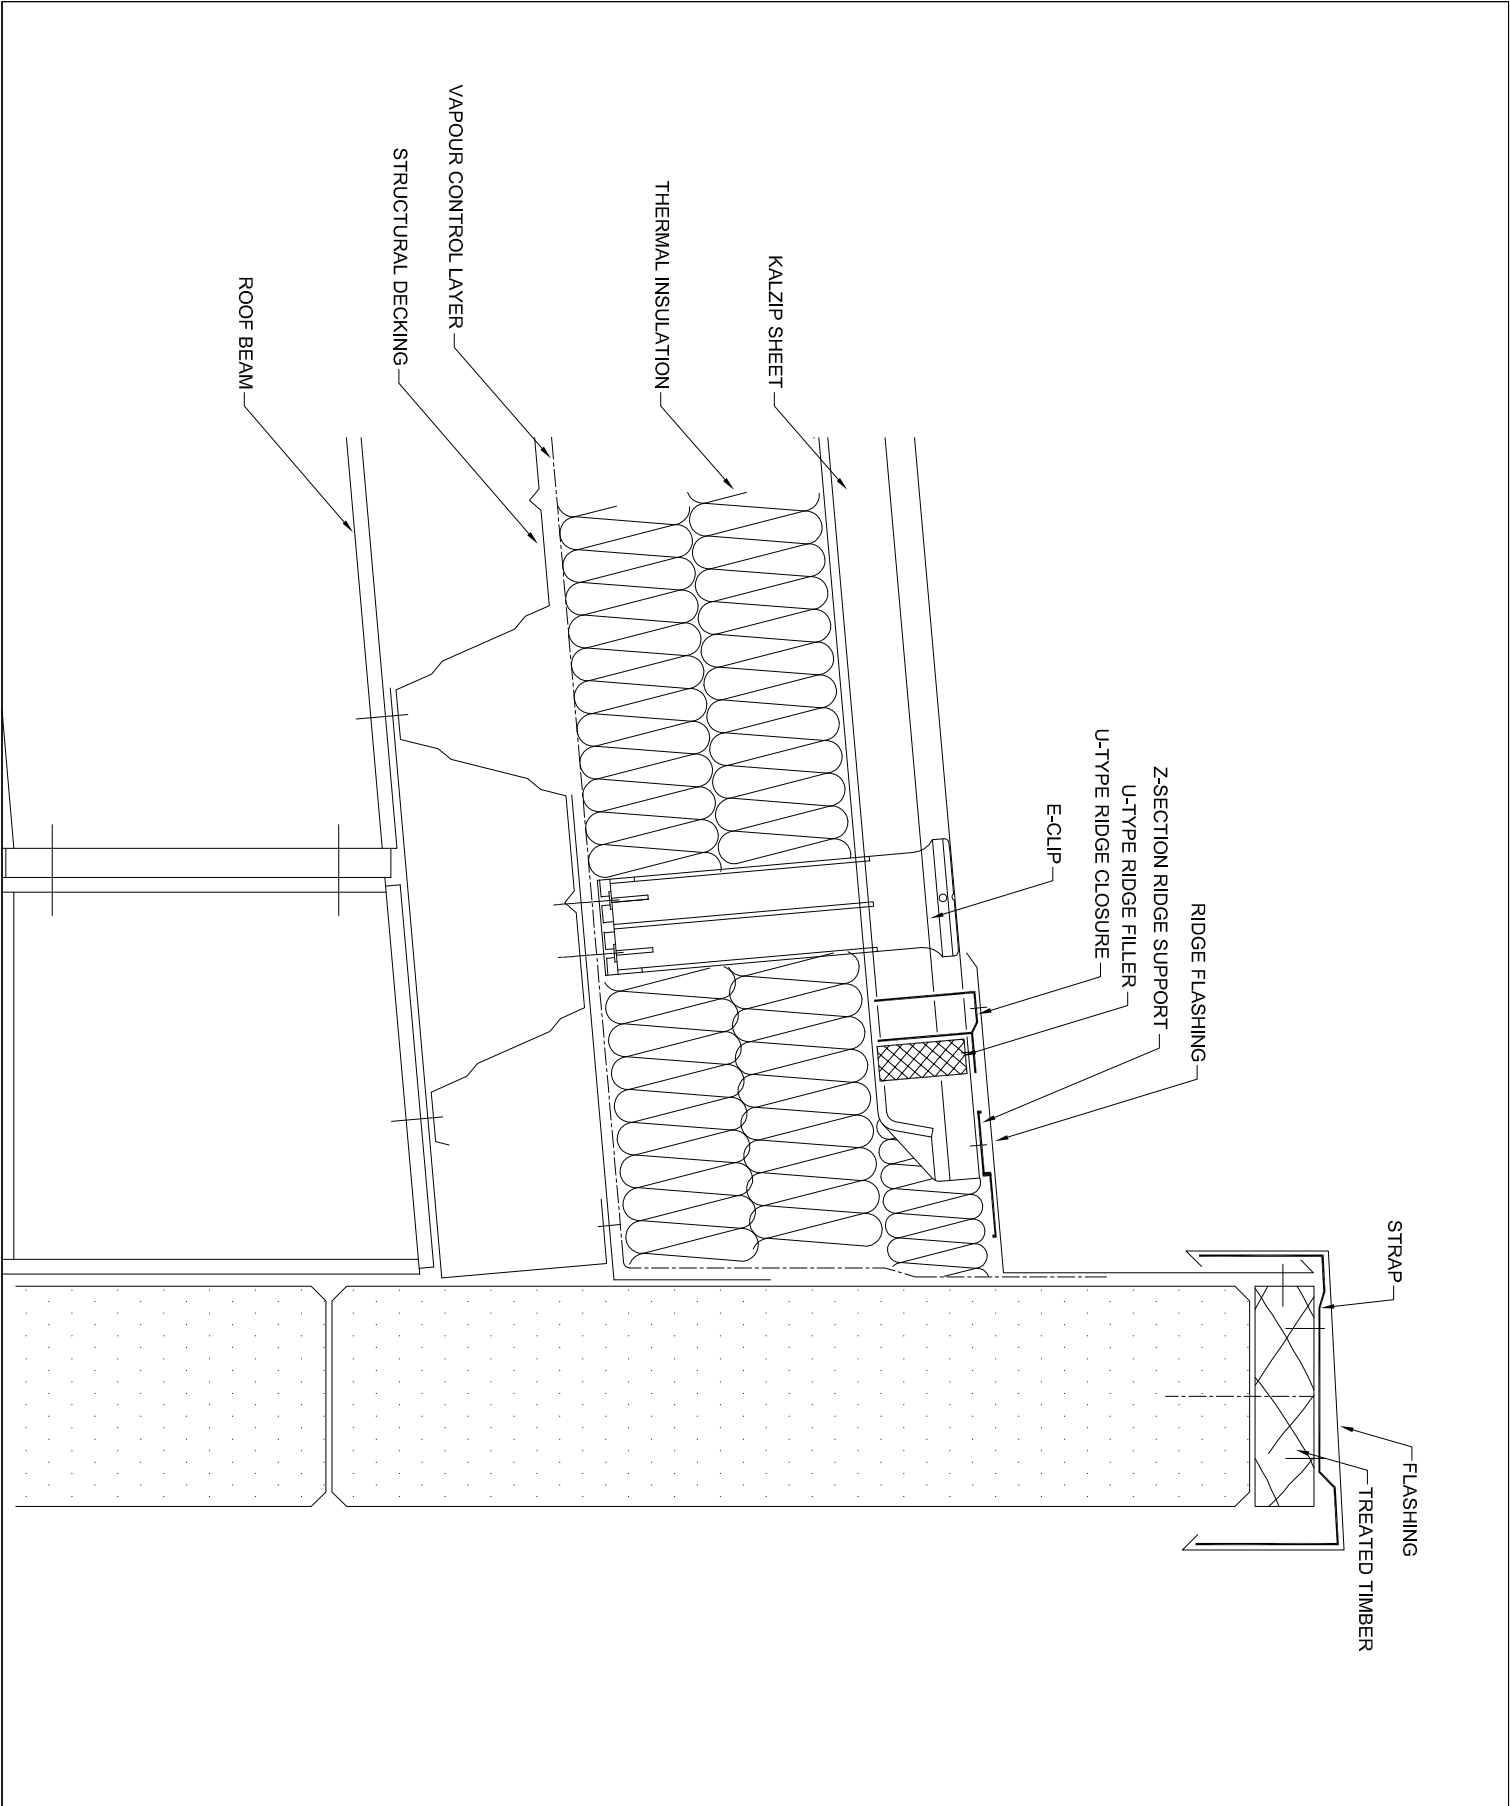 VAPOUR CONTROL LAYER
STRUCTURAL DECKING
ROOF BEAM
THERMAL INSULATION
KALZIP SHEET
E-CLIP
U-TYPE RIDGE CLOSURE
U-TYPE RIDGE FILLER
Z-SECTION RIDGE SUPPORT
RIDGE FLASHING
STRAP
FLASHING
TREATED TIMBER